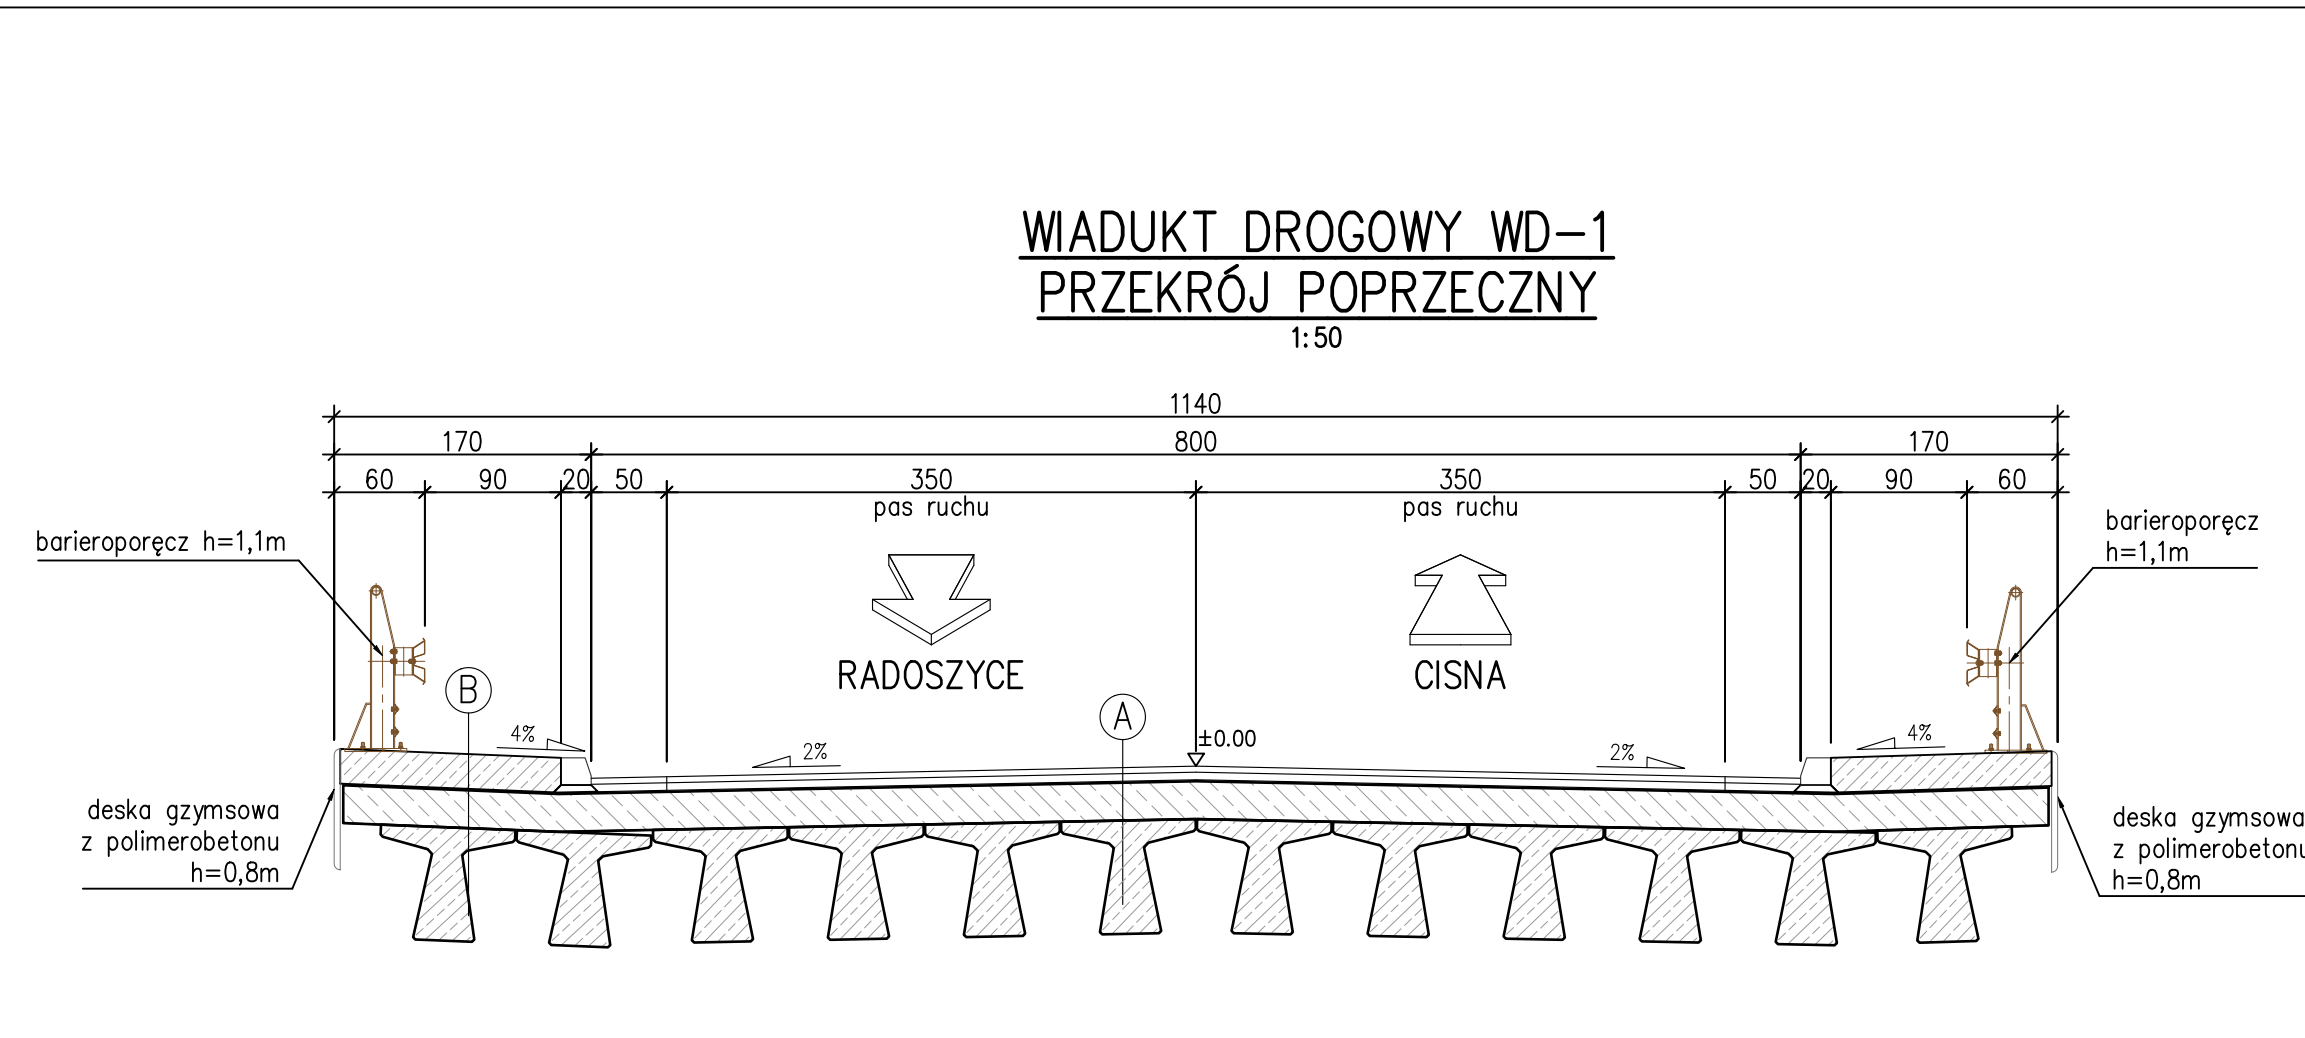 WIADUKT DROGOWY WD-1
PRZEKRÓJ POPRZECZNY
1:50
1140
170 800 170
60 90 20 50 350 350 50 20 90 60
pas ruchu pas ruchu
barieroporęcz h=1,1m
barieroporęcz
h=1,1m
RADOSZYCE CISNA
B
A
4% 2% ±0.00 2% 4%
deska gzymsowa
z polimerobetonu
h=0,8m
deska gzymsowa
z polimerobetonu
h=0,8m